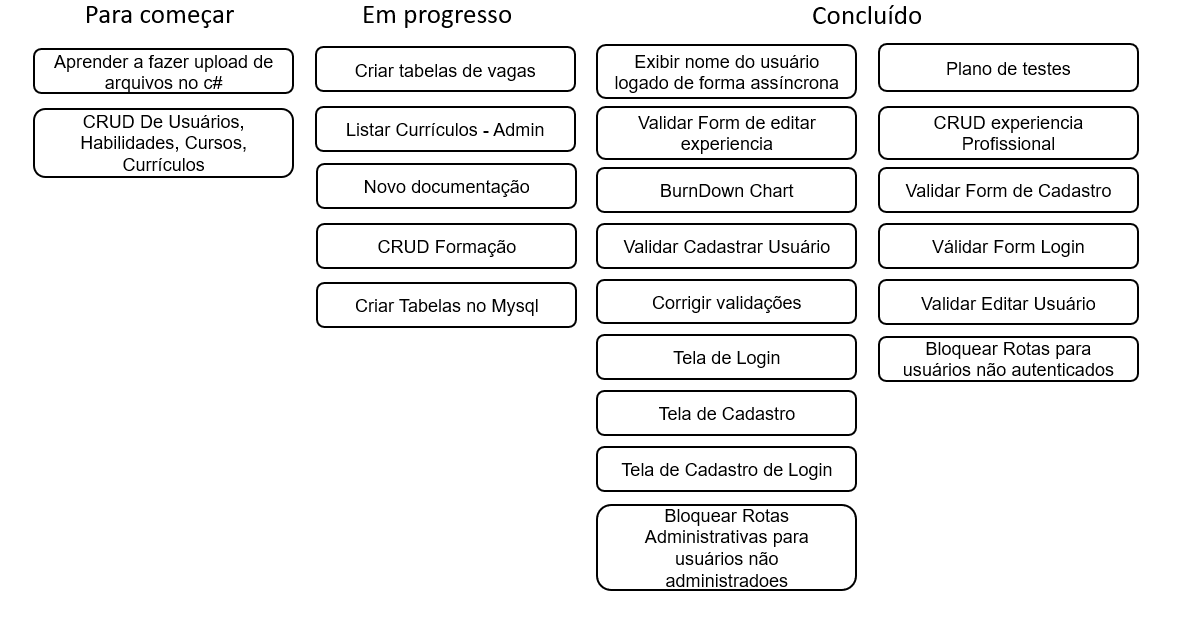 Para começar
Aprender a fazer upload de
arquivos no c#
CRUD De Usuários,
Habilidades, Cursos,
Currículos
Em progresso
Criar tabelas de vagas
Listar Currículos - Admin
Novo documentação
CRUD Formação
Criar Tabelas no Mysql
Concluído
Exibir nome do usuário
logado de forma assíncrona
Validar Form de editar
experiencia
BurnDown Chart
Validar Cadastrar Usuário
Corrigir validações
Tela de Login
Tela de Cadastro
Tela de Cadastro de Login
Bloquear Rotas
Administrativas para
usuários não
administradoes
Plano de testes
CRUD experiencia
Profissional
Validar Form de Cadastro
Válidar Form Login
Validar Editar Usuário
Bloquear Rotas para
usuários não autenticados